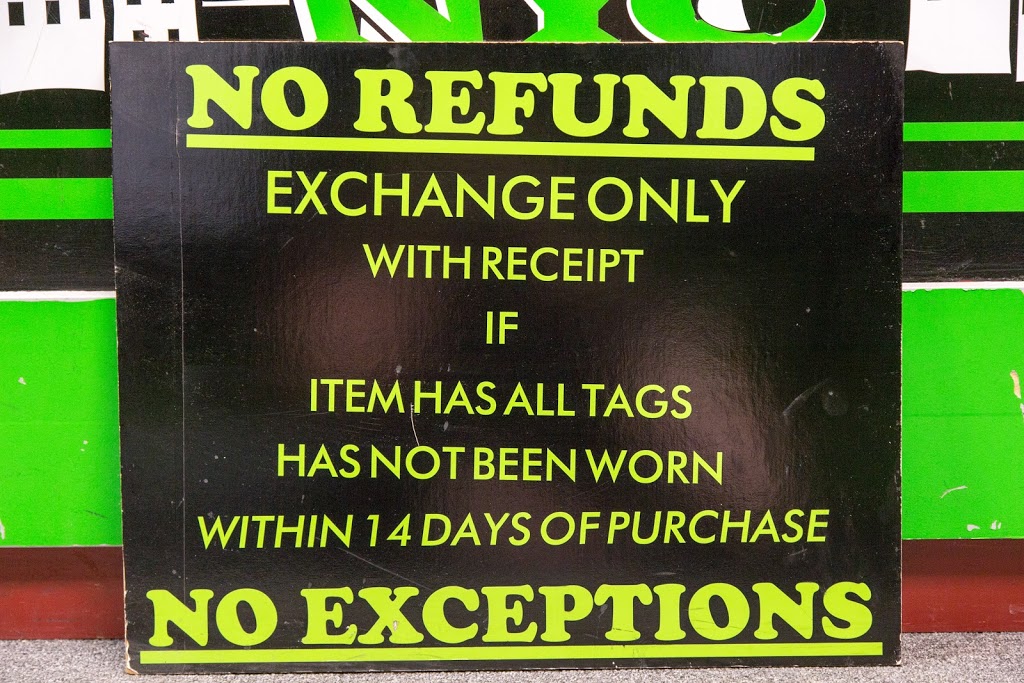 NYC
NO REFUNDS
EXCHANGE ONLY
WITH RECEIPT
IF
ITEM HAS ALL TAGS
HAS NOT BEEN WORN
WITHIN 14 DAYS OF PURCHASE
NO EXCEPTIONS